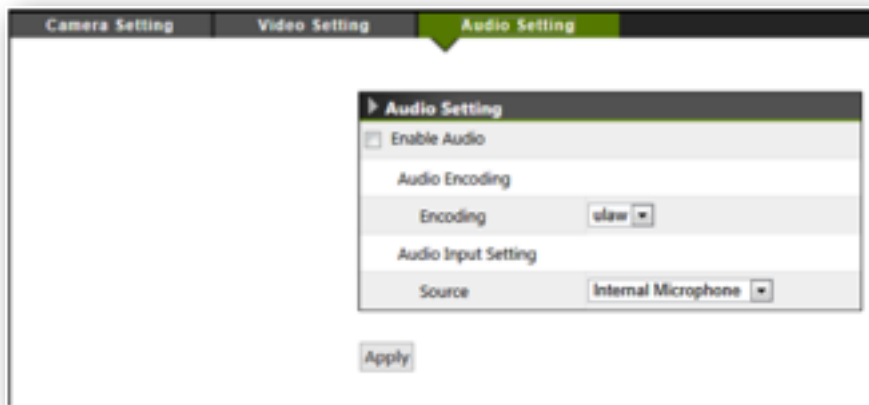 Camera Setting Video Setting Audio Setting
Audio Setting
Enable Audio
Audio Encoding
Encoding ulaw
Audio Input Setting
Source Internal Microphone
Apply